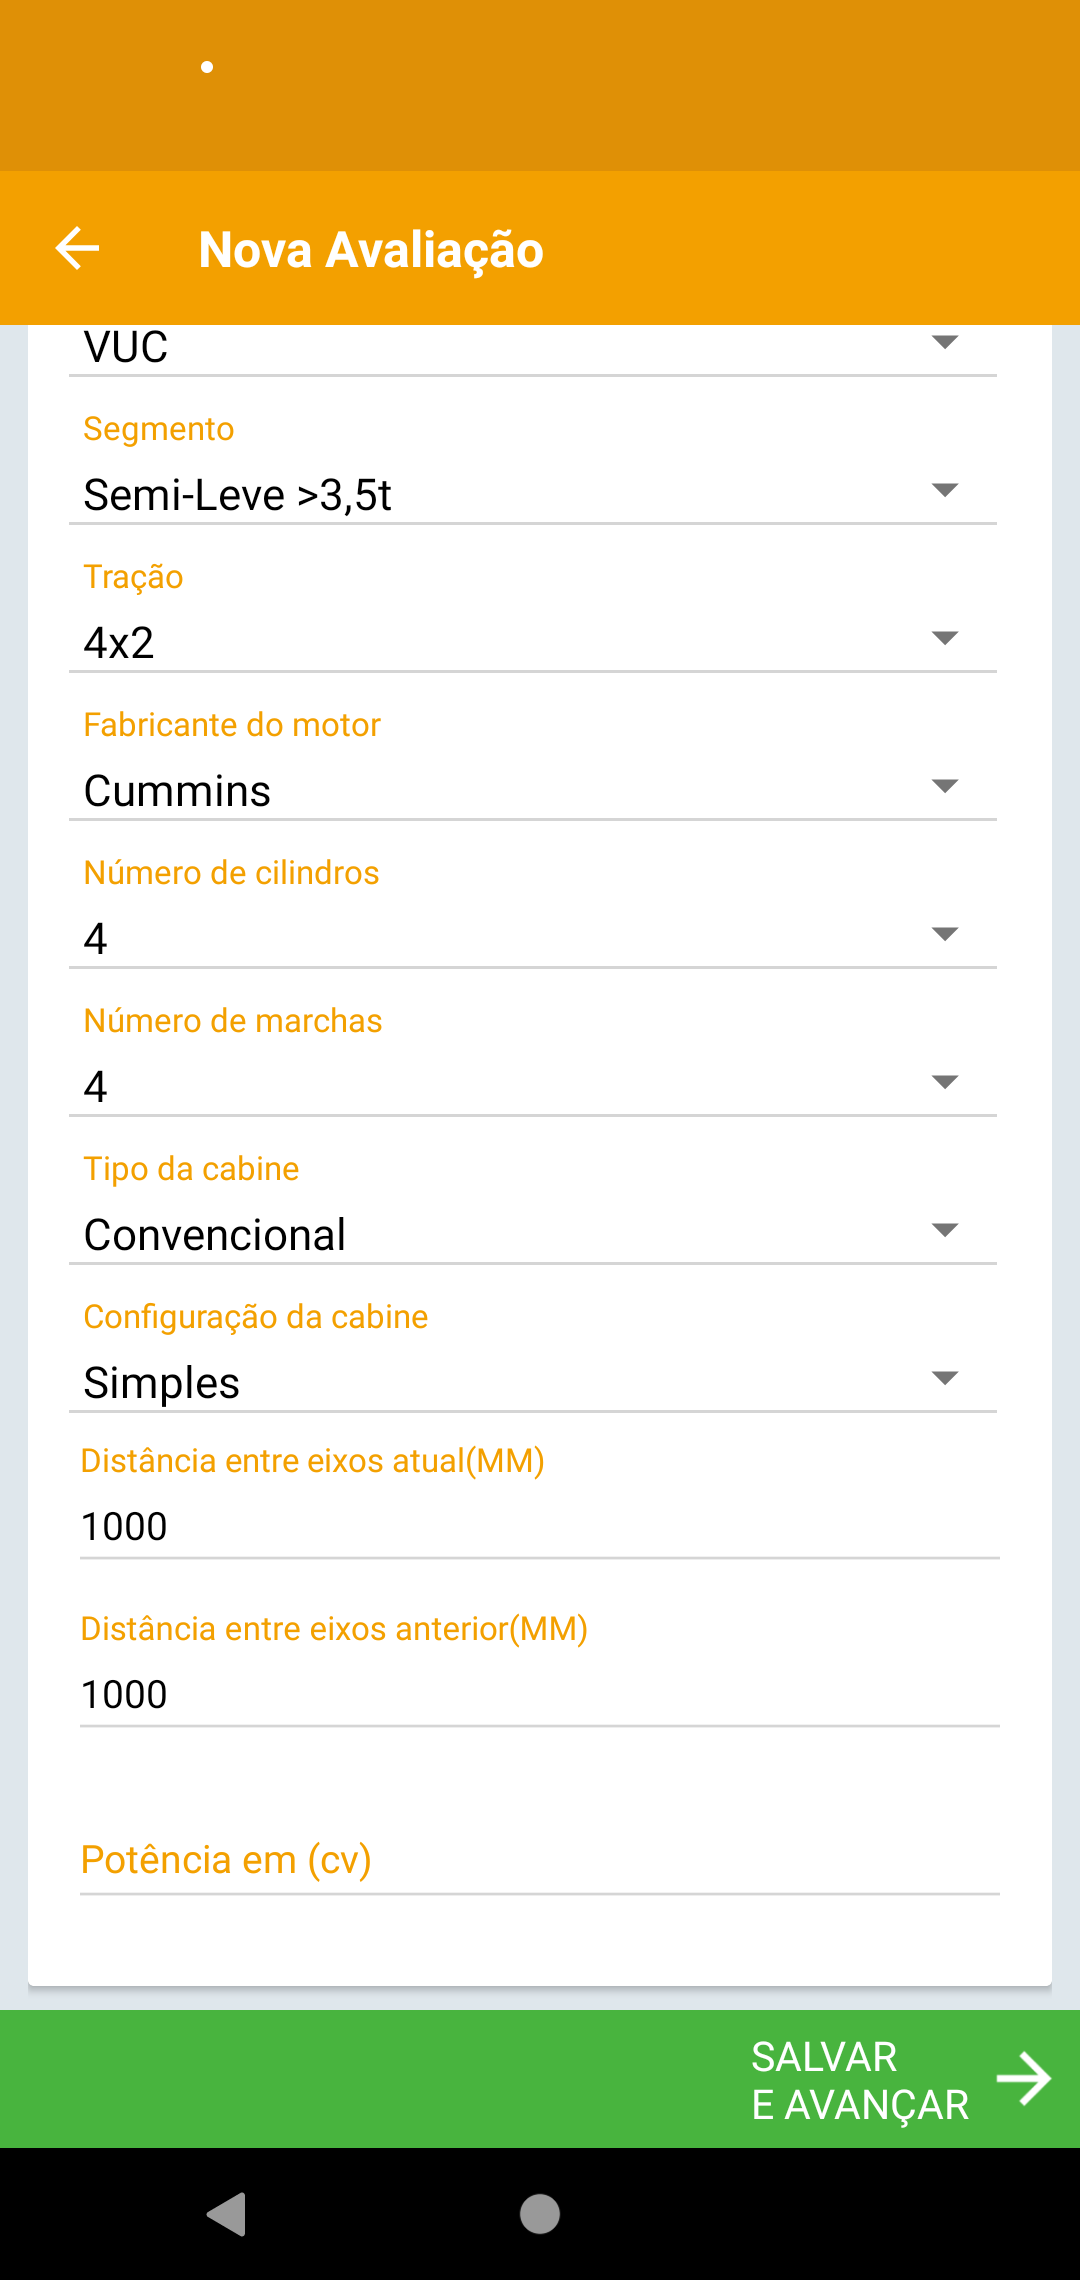 Nova Avaliação
VUC
Segmento
Semi-Leve >3,5t
Tração
4x2
Fabricante do motor
Cummins
Número de cilindros
4
Número de marchas
4
Tipo da cabine
Convencional
Configuração da cabine
Simples
Distância entre eixos atual(MM)
1000
Distância entre eixos anterior(MM)
1000
Potência em (cv)
SALVAR
E AVANÇAR